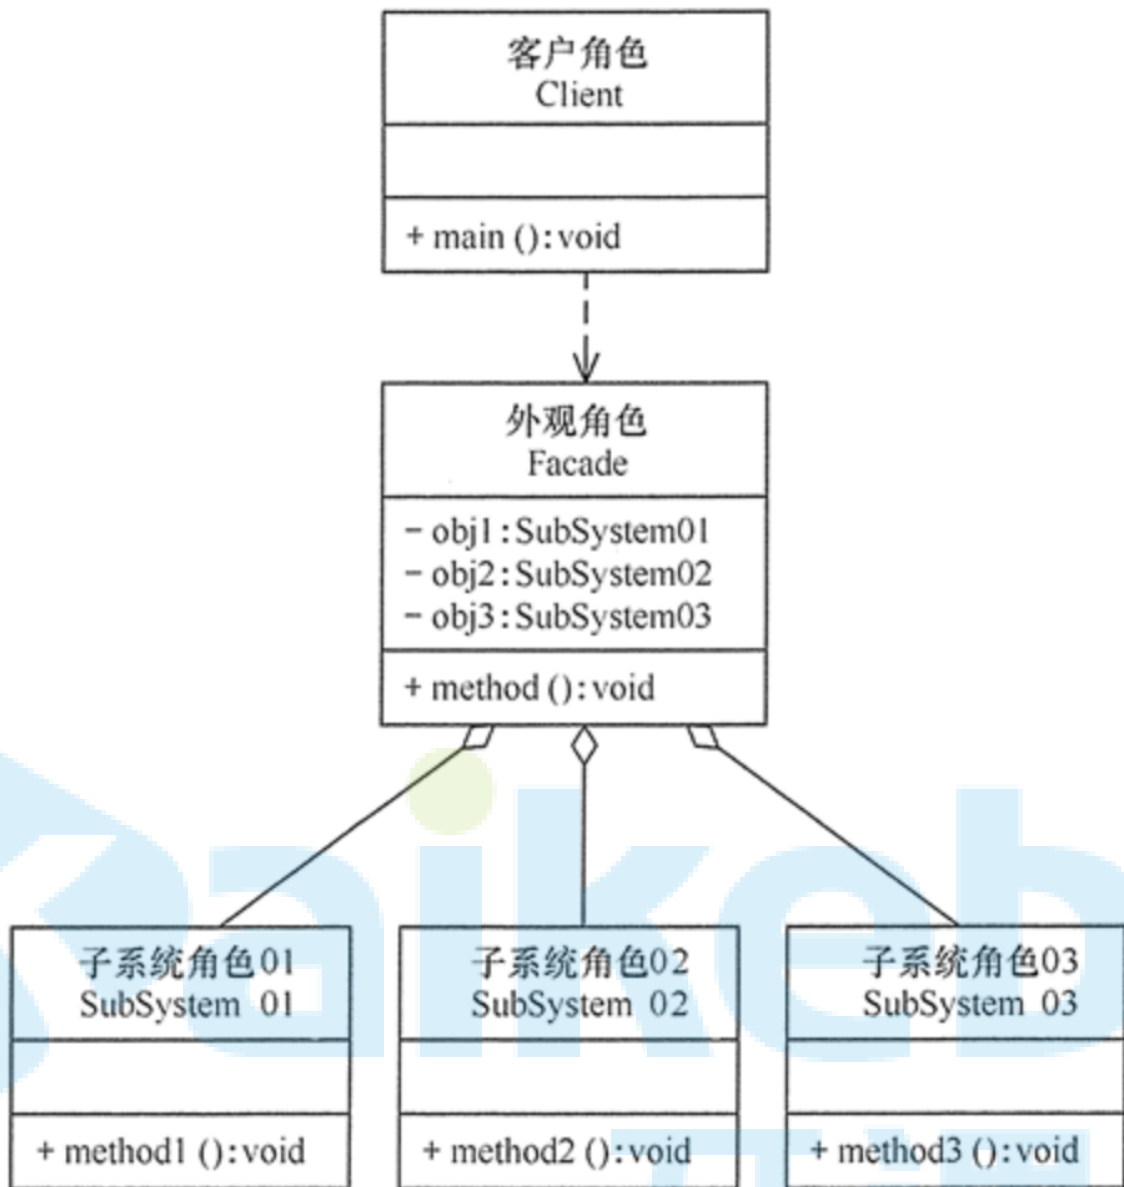 客户角色
Client
+ main ():void
外观角色
Facade
- obj1:SubSystem01
- obj2:SubSystem02
- obj3:SubSystem03
+ method ():void
子系统角色01
SubSystem 01
+ method1 ():void
子系统角色02
SubSystem 02
+ method2 ():void
子系统角色03
SubSystem 03
+ method3 ():void
aikeb